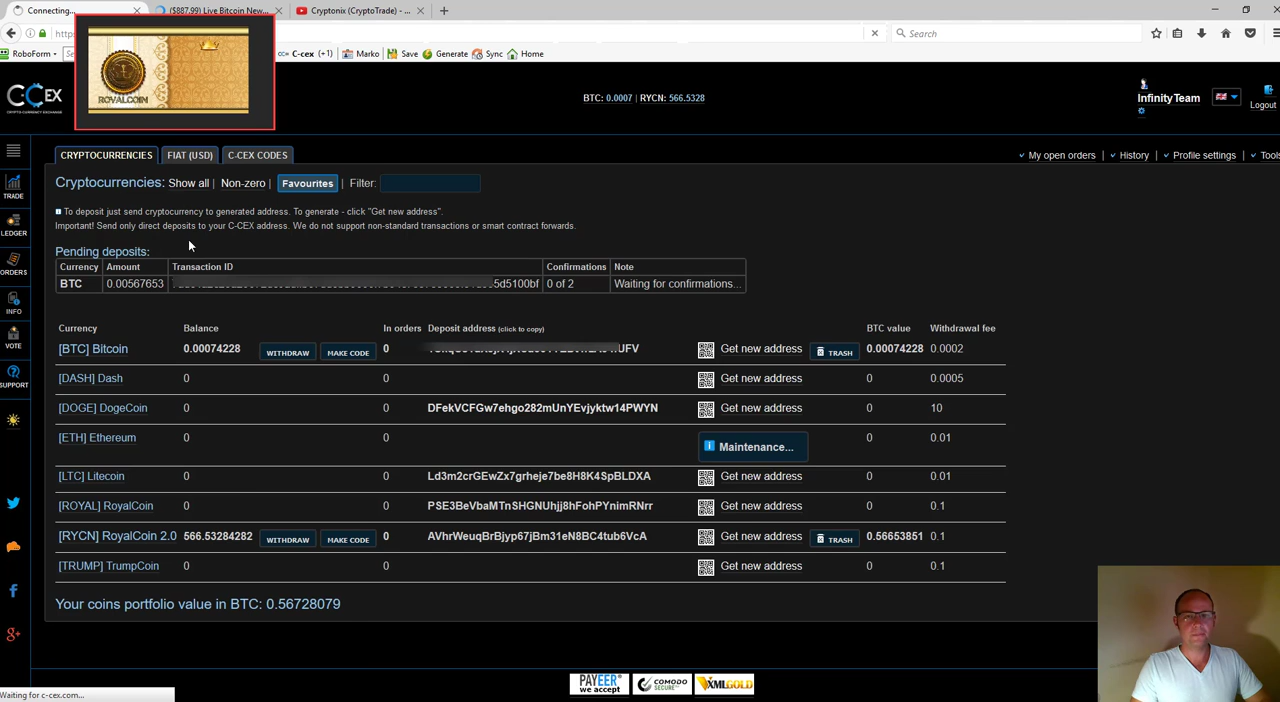 Connecting...
($887.99) Live Bitcoin New...
Cryptonix (CryptoTrade) - ...
https:
Search
RoboForm
C-cex (+1)
Marko
Save
Generate
Sync
Home
ROYALCOIN
CCEX
CRYPTO-CURRENCY EXCHANGE
BTC: 0.0007 | RYCN: 566.5328
InfinityTeam
Logout
CRYPTOCURRENCIES
FIAT (USD)
C-CEX CODES
My open orders | History | Profile settings | Tools
TRADE
LEDGER
ORDERS
INFO
VOTE
SUPPORT
Cryptocurrencies: Show all | Non-zero | Favourites | Filter:
To deposit just send cryptocurrency to generated address. To generate - click "Get new address".
Important! Send only direct deposits to your C-CEX address. We do not support non-standard transactions or smart contract forwards.
Pending deposits:
Currency Amount Transaction ID Confirmations Note
BTC 0.00567653 5d5100bf 0 of 2 Waiting for confirmations...
Currency Balance In orders Deposit address (click to copy) BTC value Withdrawal fee
[BTC] Bitcoin 0.00074228 WITHDRAW MAKE CODE 0 UFV Get new address TRASH 0.00074228 0.0002
[DASH] Dash 0 0 Get new address 0 0.0005
[DOGE] DogeCoin 0 0 DFekVCFGw7ehgo282mUnYEvjyktw14PWYN Get new address 0 10
[ETH] Ethereum 0 0 Maintenance... 0 0.01
[LTC] Litecoin 0 0 Ld3m2crGEwZx7grheje7be8H8K4SpBLDXA Get new address 0 0.01
[ROYAL] RoyalCoin 0 0 PSE3BeVbaMTnSHGNUhjj8hFohPYnimRNrr Get new address 0 0.1
[RYCN] RoyalCoin 2.0 566.53284282 WITHDRAW MAKE CODE 0 AVhrWeuqBrBjyp67jBm31eN8BC4tub6VcA Get new address TRASH 0.56653851 0.1
[TRUMP] TrumpCoin 0 0 Get new address 0 0.1
Your coins portfolio value in BTC: 0.56728079
PAYEER
we accept
COMODO
SECURE
XMLGOLD
Waiting for c-cex.com...